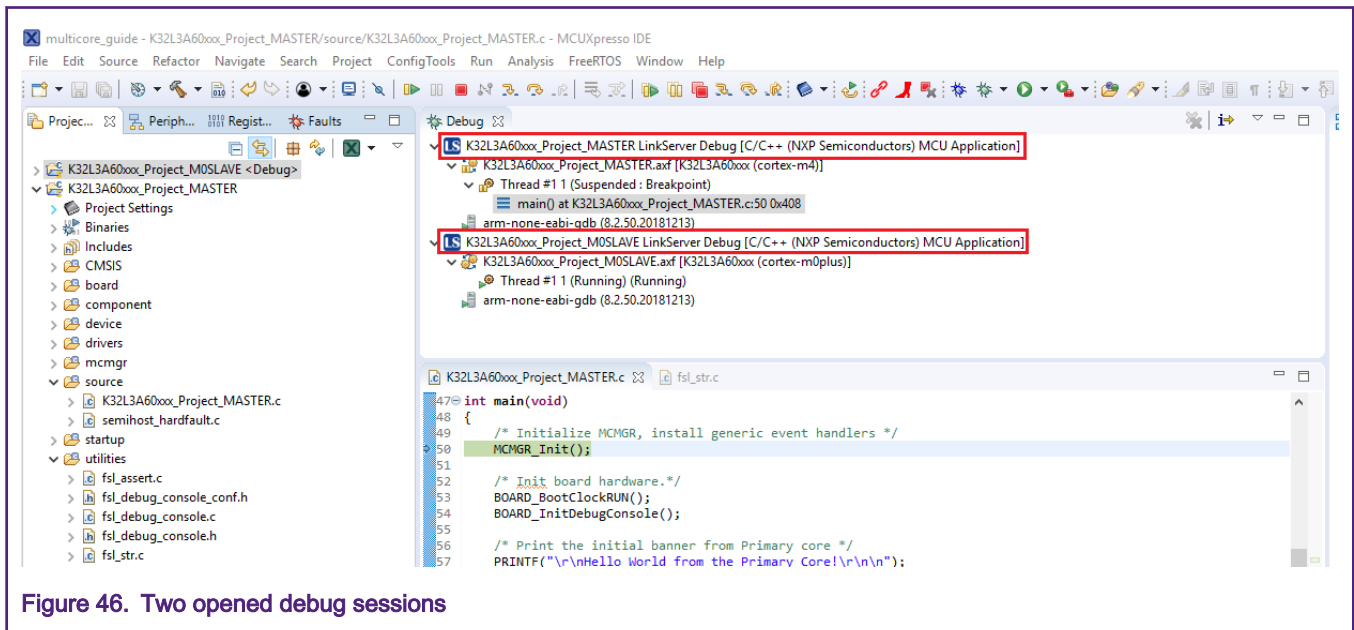 multicore_guide - K32L3A60xxx_Project_MASTER/source/K32L3A60xxx_Project_MASTER.c - MCUXpresso IDE
File Edit Source Refactor Navigate Search Project ConfigTools Run Analysis FreeRTOS Window Help
Projec... Periph... Regist... Faults
K32L3A60xxx_Project_M0SLAVE <Debug>
K32L3A60xxx_Project_MASTER
Project Settings
Binaries
Includes
CMSIS
board
component
device
drivers
mcmgr
source
K32L3A60xxx_Project_MASTER.c
semihost_hardfault.c
startup
utilities
fsl_assert.c
fsl_debug_console_conf.h
fsl_debug_console.c
fsl_debug_console.h
fsl_str.c
Debug
LS K32L3A60xxx_Project_MASTER LinkServer Debug [C/C++ (NXP Semiconductors) MCU Application]
K32L3A60xxx_Project_MASTER.axf [K32L3A60xxx (cortex-m4)]
Thread #1 1 (Suspended : Breakpoint)
main() at K32L3A60xxx_Project_MASTER.c:50 0x408
arm-none-eabi-gdb (8.2.50.20181213)
LS K32L3A60xxx_Project_M0SLAVE LinkServer Debug [C/C++ (NXP Semiconductors) MCU Application]
K32L3A60xxx_Project_M0SLAVE.axf [K32L3A60xxx (cortex-m0plus)]
Thread #1 1 (Running) (Running)
arm-none-eabi-gdb (8.2.50.20181213)
K32L3A60xxx_Project_MASTER.c fsl_str.c
47 int main(void)
48 {
49 /* Initialize MCMGR, install generic event handlers */
50 MCMGR_Init();
51
52 /* Init board hardware.*/
53 BOARD_BootClockRUN();
54 BOARD_InitDebugConsole();
55
56 /* Print the initial banner from Primary core */
57 PRINTF("\r\nHello World from the Primary Core!\r\n\n");
Figure 46. Two opened debug sessions